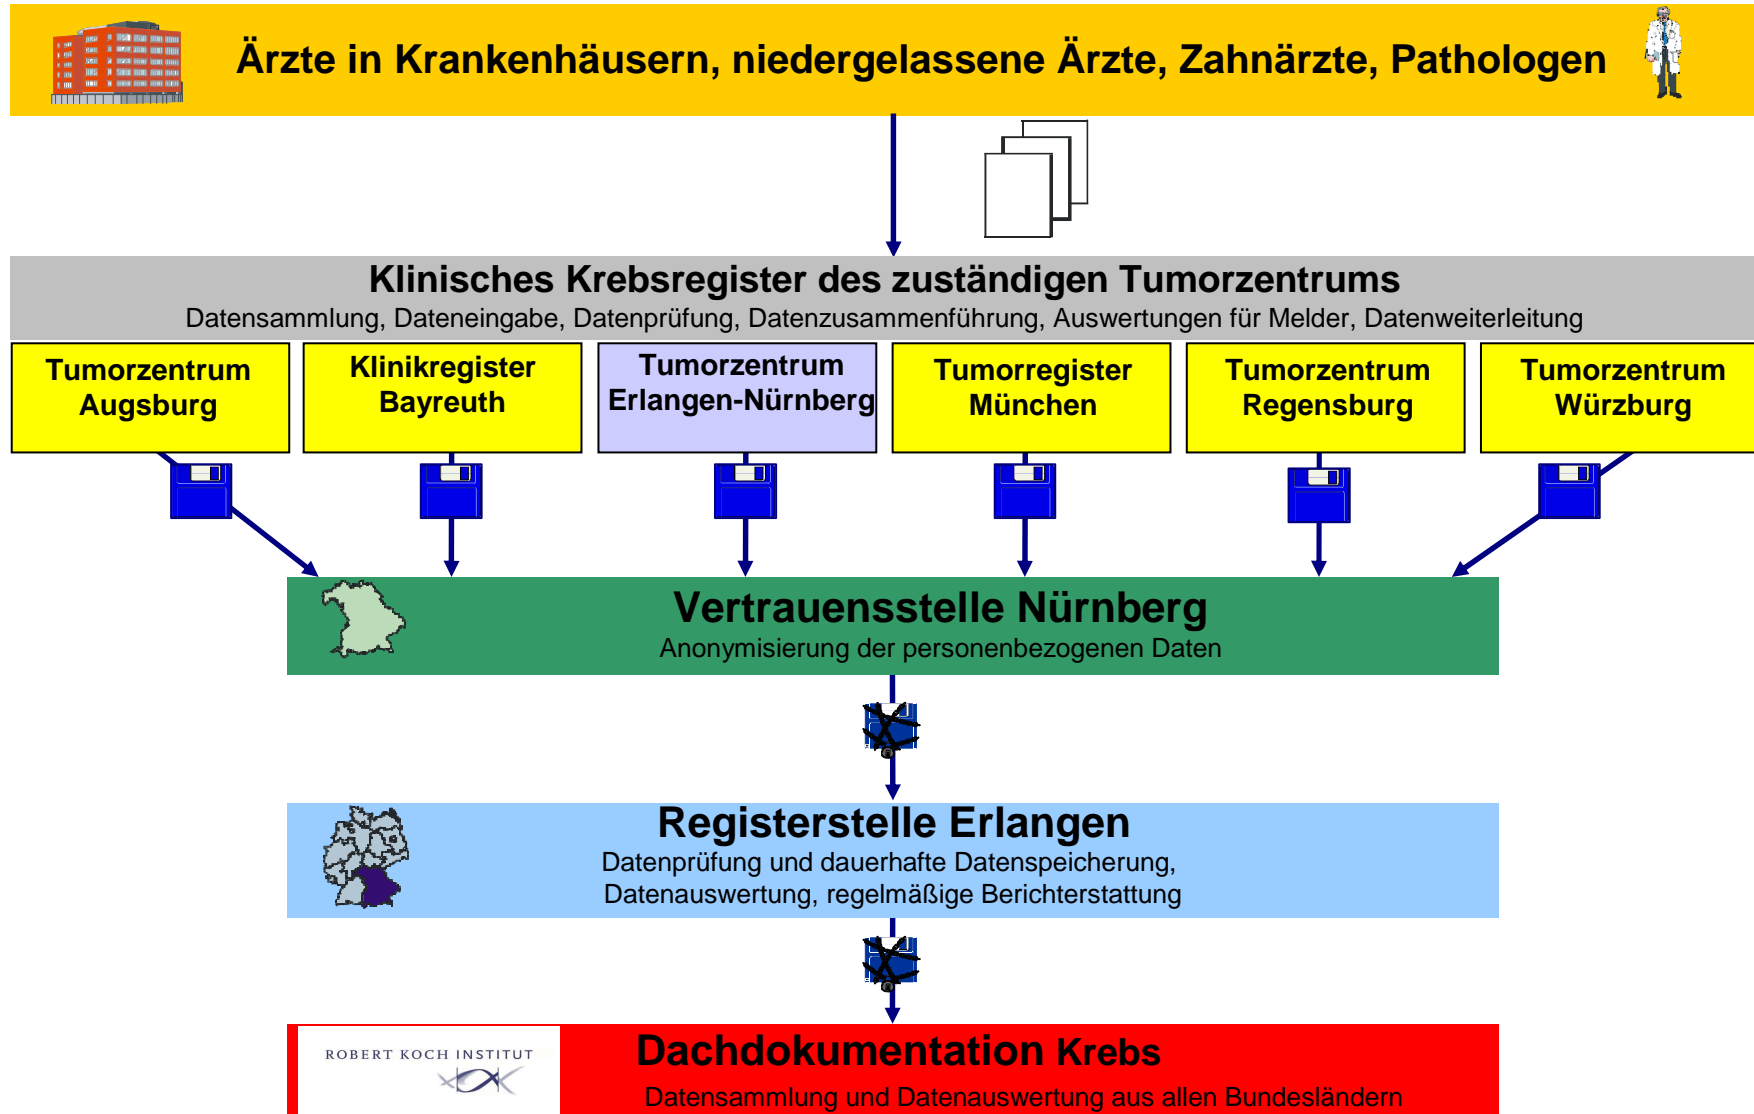 Ärzte in Krankenhäusern, niedergelassene Ärzte, Zahnärzte, Pathologen
Klinisches Krebsregister des zuständigen Tumorzentrums
Datensammlung, Dateneingabe, Datenprüfung, Datenzusammenführung, Auswertungen für Melder, Datenweiterleitung
Tumorzentrum
Augsburg
Klinikregister
Bayreuth
Tumorzentrum
Erlangen-Nürnberg
Tumorregister
München
Tumorzentrum
Regensburg
Tumorzentrum
Würzburg
Vertrauensstelle Nürnberg
Anonymisierung der personenbezogenen Daten
Registerstelle Erlangen
Datenprüfung und dauerhafte Datenspeicherung,
Datenauswertung, regelmäßige Berichterstattung
ROBERT KOCH INSTITUT
Dachdokumentation Krebs
Datensammlung und Datenauswertung aus allen Bundesländern